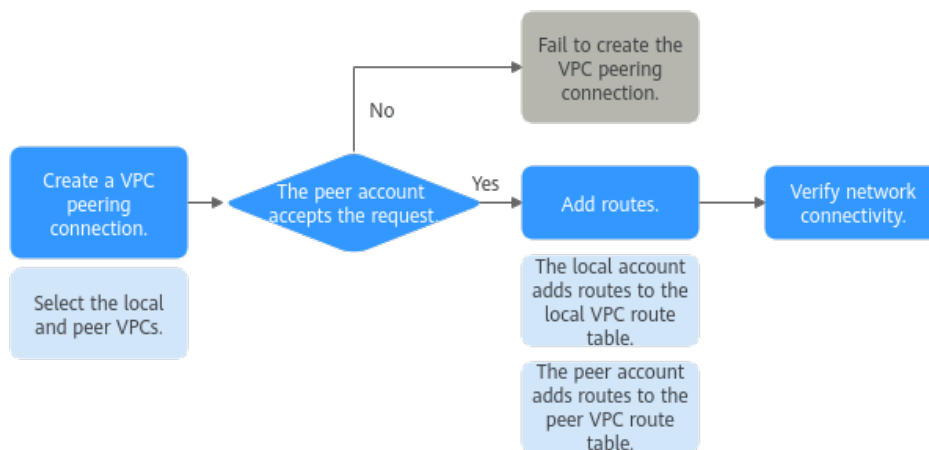 Fail to create the
VPC peering
connection.
No
Create a VPC
peering
connection.
The peer account
accepts the request.
Yes
Add routes.
Verify network
connectivity.
Select the local
and peer VPCs.
The local account
adds routes to the
local VPC route
table.
The peer account
adds routes to the
peer VPC route
table.